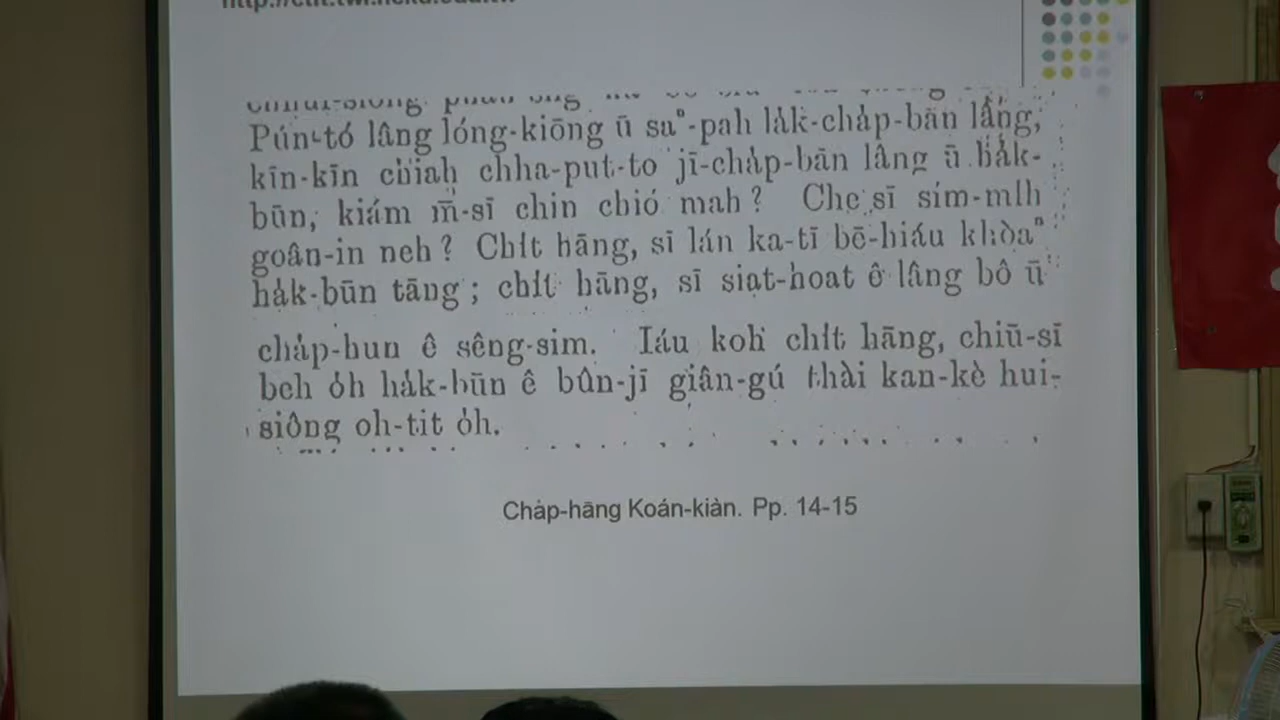 Pún-tó lâng lóng-kiōng ū saⁿ-pah la̍k-cha̍p-bān lâng,
kīn-kīn chiah chha-put-to jī-cha̍p-bān lâng ū ha̍k-
būn, kiám m̄-sī chin chió mah? Che sī sím-mih
goân-in neh? Chi̍t hāng, sī lán ka-tī bē-hiáu khòaⁿ
ha̍k-būn tāng; chi̍t hāng, sī siat-hoat ê lâng bô ū
cha̍p-hun ê sêng-sim. Iáu koh chi̍t hāng, chiū-sī
beh o̍h ha̍k-būn ê bûn-jī giân-gú thài kan-kè hui-
siông oh-tit o̍h.
Cha̍p-hāng Koán-kiàn. Pp. 14-15